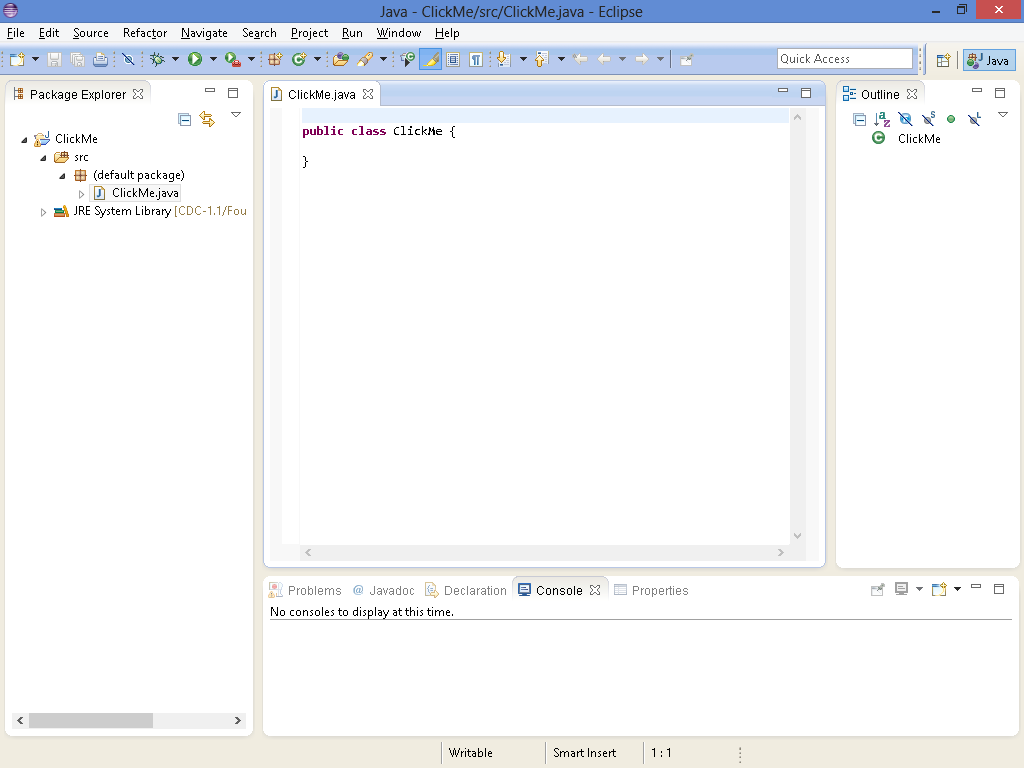 Java - ClickMe/src/ClickMe.java - Eclipse
File Edit Source Refactor Navigate Search Project Run Window Help
Quick Access
Java
Package Explorer
ClickMe
src
(default package)
ClickMe.java
JRE System Library [CDC-1.1/Fou
ClickMe.java
public class ClickMe {
}
Outline
ClickMe
Problems @ Javadoc Declaration Console Properties
No consoles to display at this time.
Writable Smart Insert 1 : 1